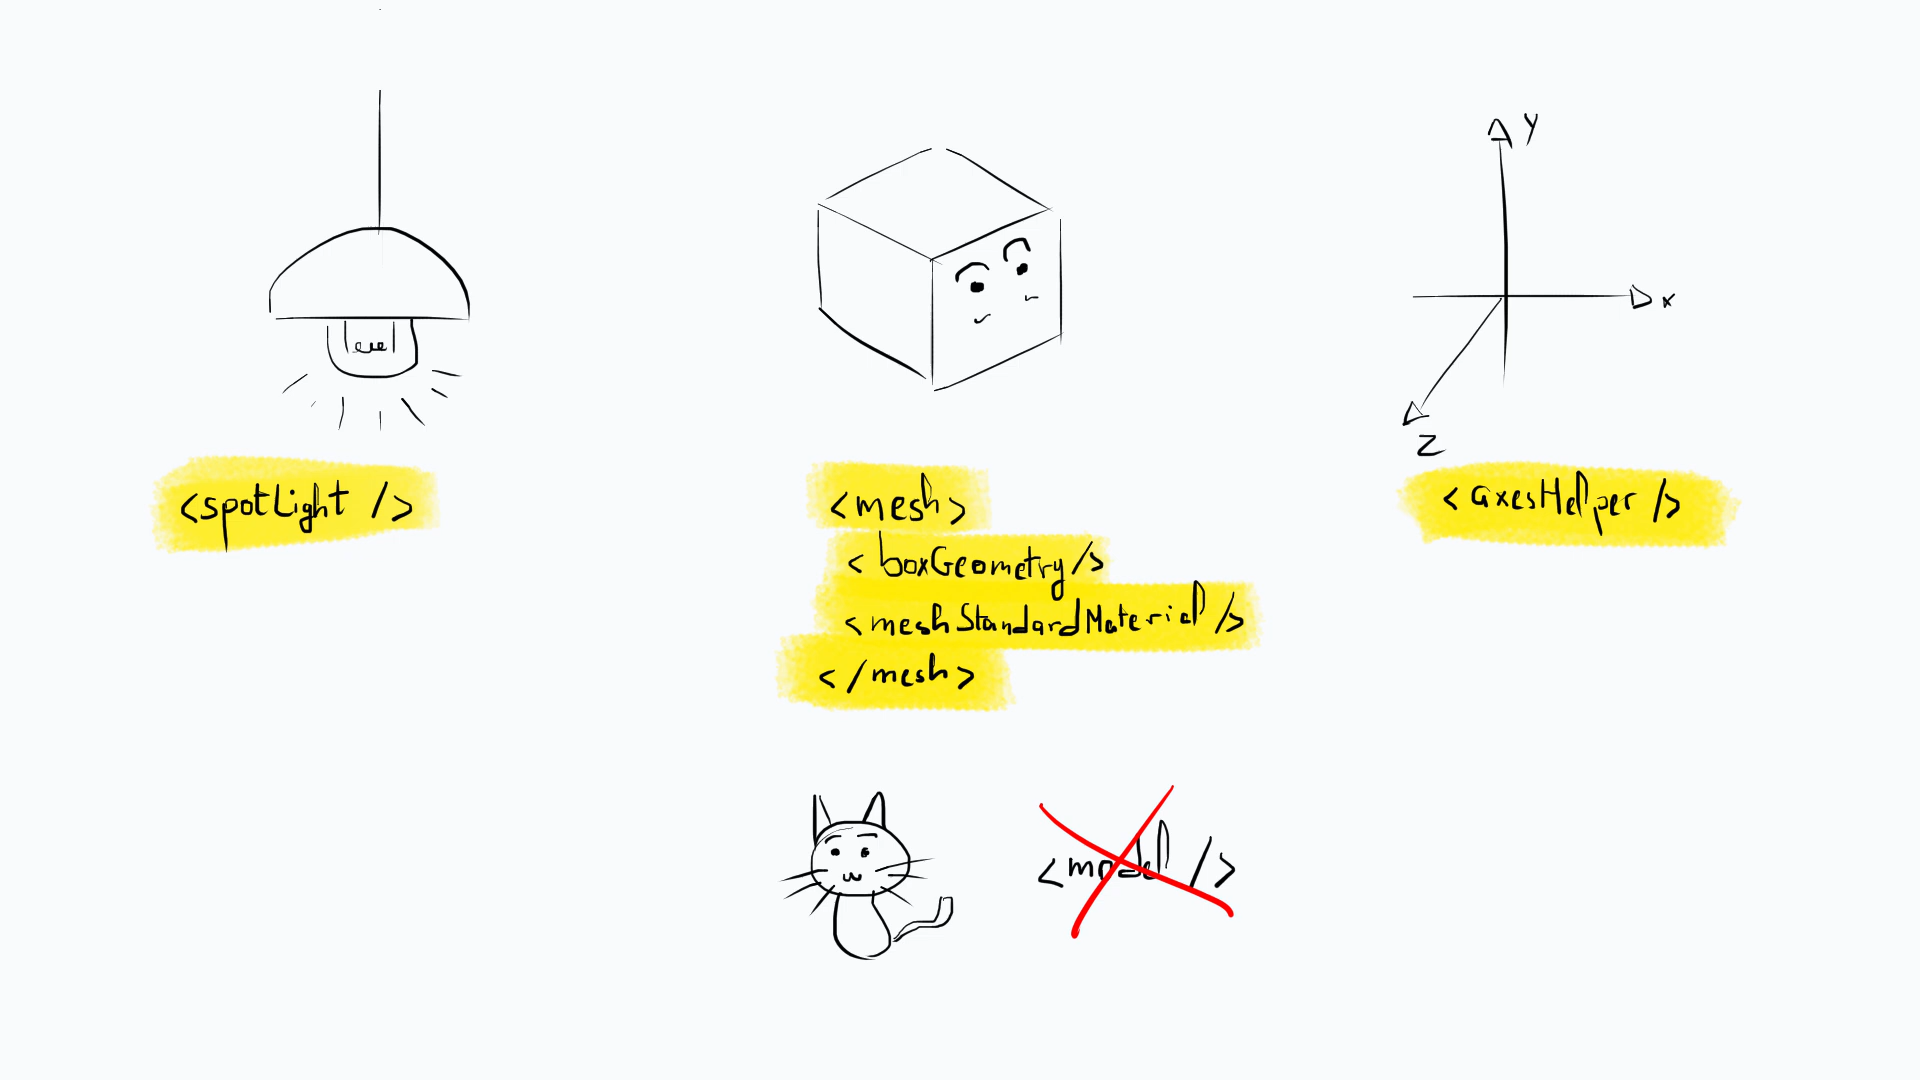 y
x
z
<spotLight />
<mesh>
<boxGeometry/>
<meshStandardMaterial/>
</mesh>
<axesHelper/>
<model />